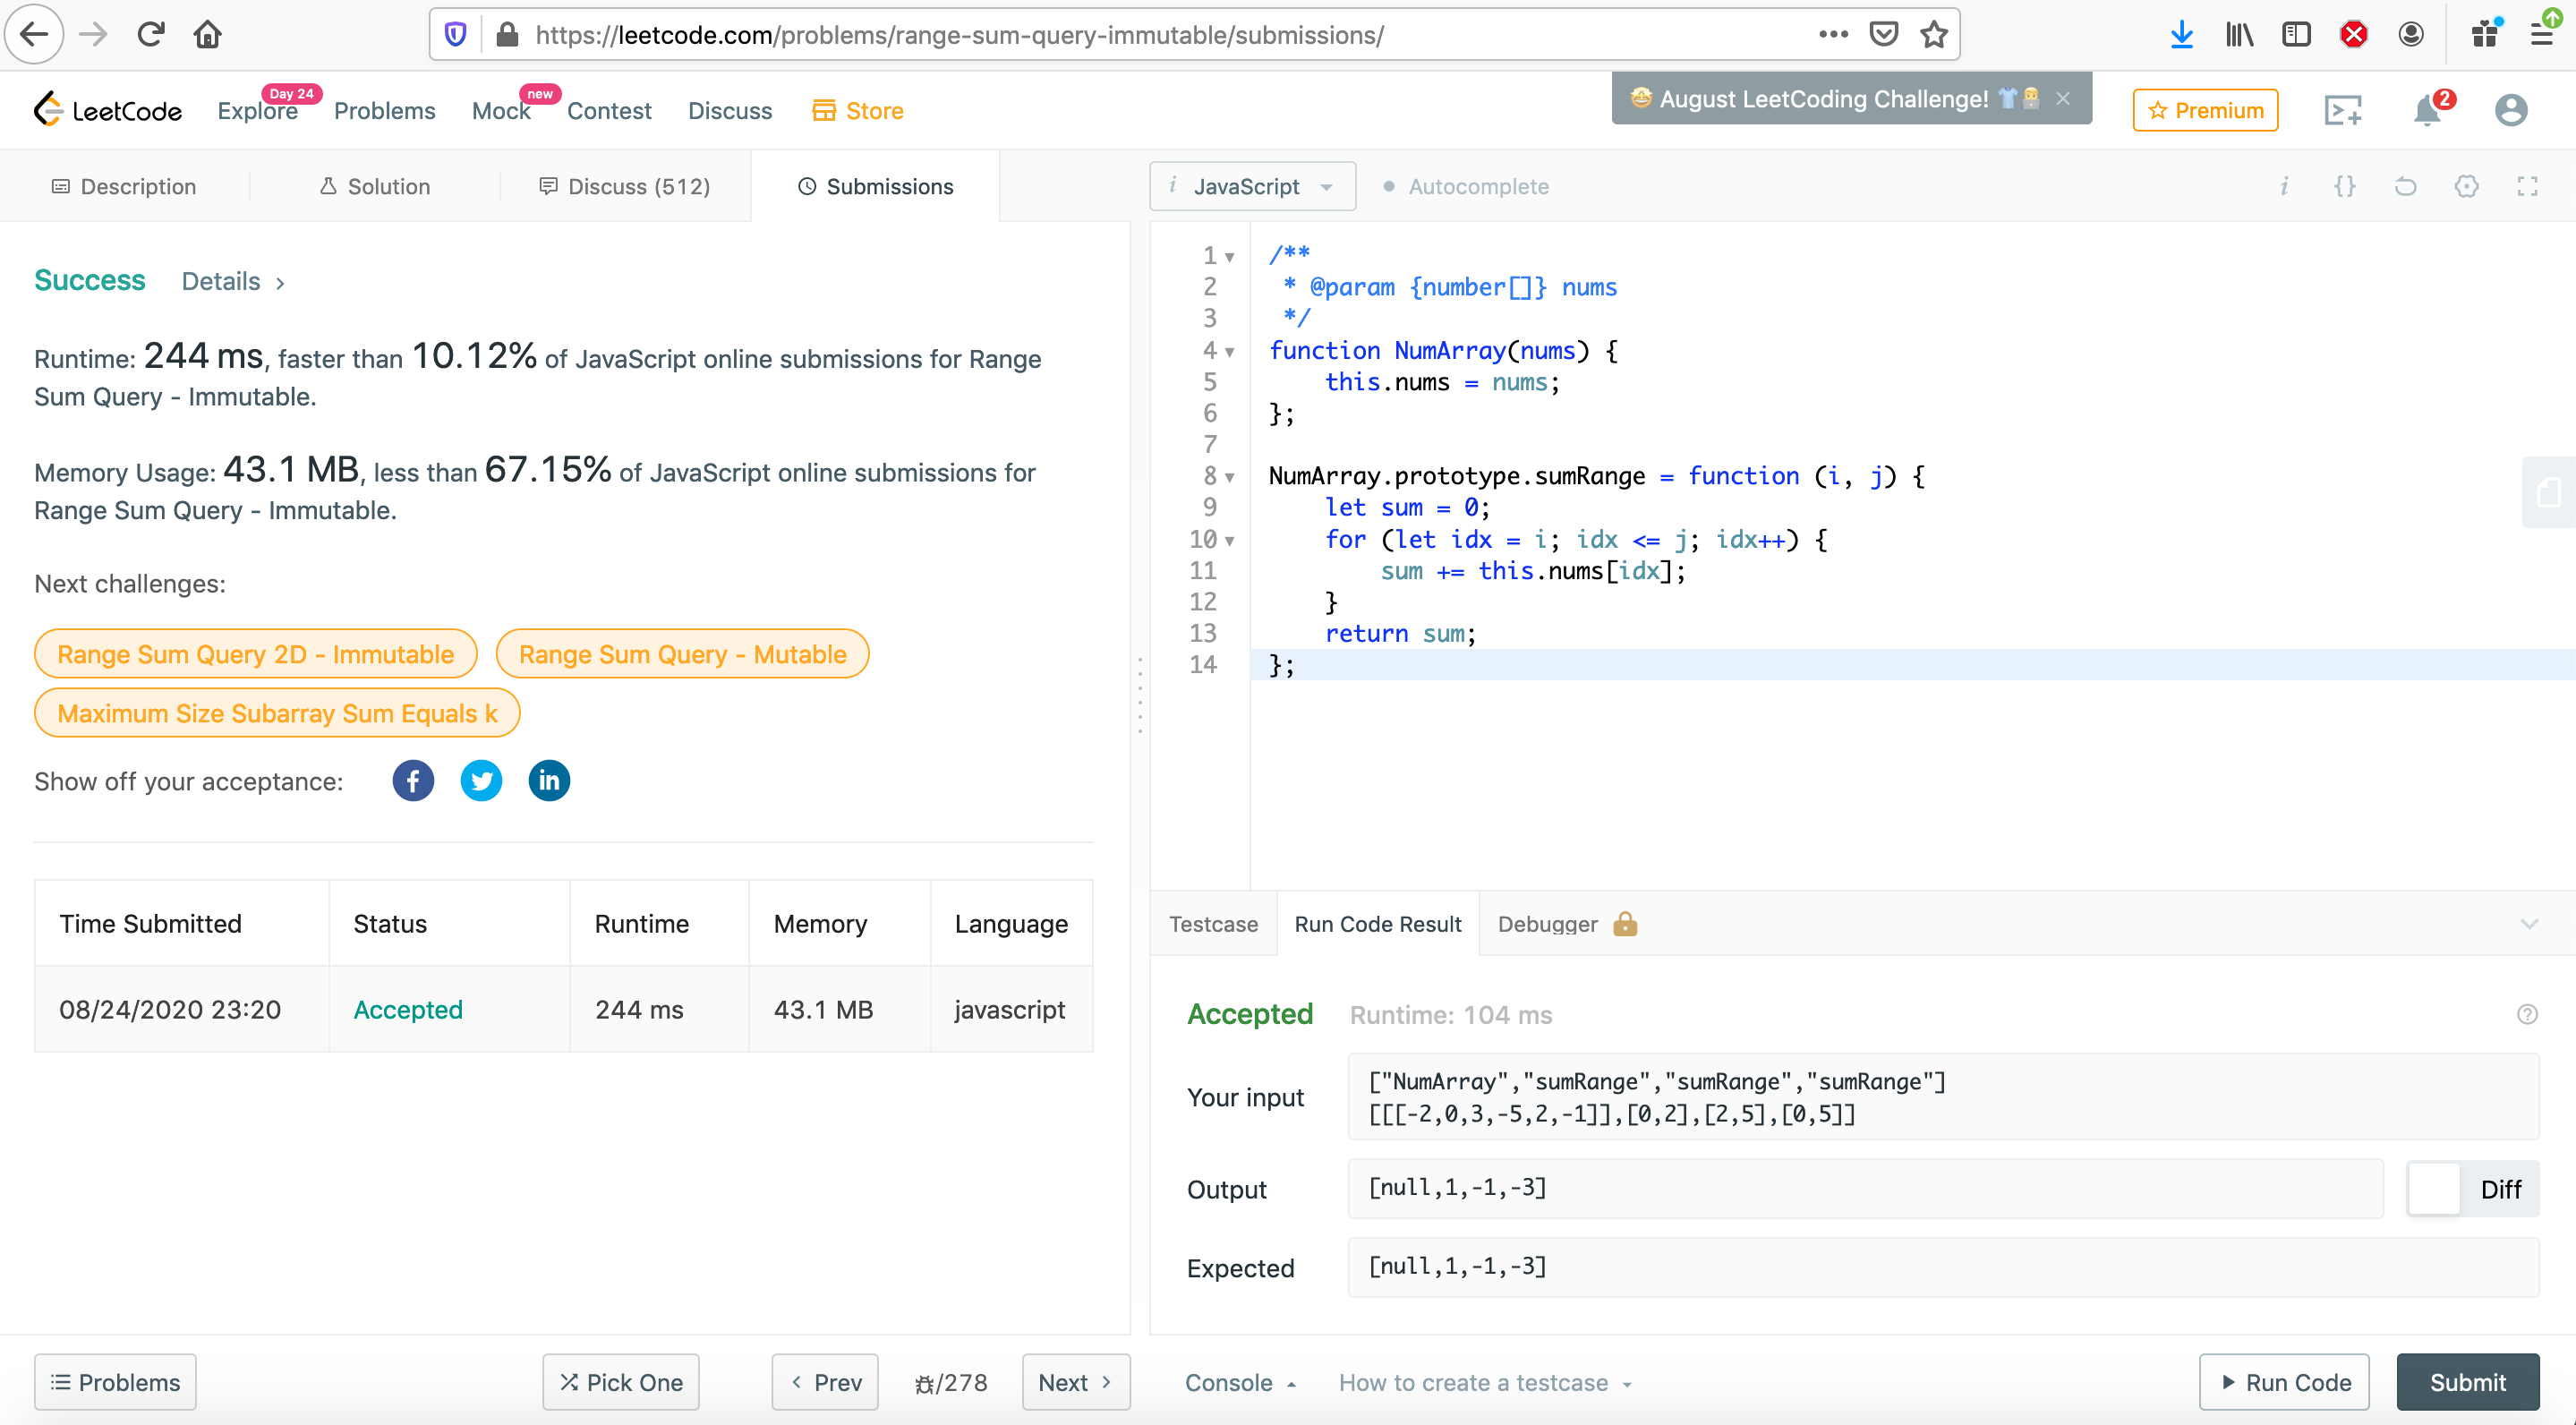 https://leetcode.com/problems/range-sum-query-immutable/submissions/
LeetCode
Explore
Day 24
Problems
Mock
new
Contest
Discuss
Store
August LeetCoding Challenge!
Premium
2
Description
Solution
Discuss (512)
Submissions
i JavaScript
Autocomplete
i {}
Success Details >
Runtime: 244 ms, faster than 10.12% of JavaScript online submissions for Range
Sum Query - Immutable.
Memory Usage: 43.1 MB, less than 67.15% of JavaScript online submissions for
Range Sum Query - Immutable.
Next challenges:
Range Sum Query 2D - Immutable
Range Sum Query - Mutable
Maximum Size Subarray Sum Equals k
Show off your acceptance:
f
in
Time Submitted Status Runtime Memory Language
08/24/2020 23:20 Accepted 244 ms 43.1 MB javascript
1 /**
2  * @param {number[]} nums
3  */
4 function NumArray(nums) {
5     this.nums = nums;
6 };
7
8 NumArray.prototype.sumRange = function (i, j) {
9     let sum = 0;
10     for (let idx = i; idx <= j; idx++) {
11         sum += this.nums[idx];
12     }
13     return sum;
14 };
Testcase Run Code Result Debugger
Accepted Runtime: 104 ms
Your input
["NumArray","sumRange","sumRange","sumRange"]
[[[-2,0,3,-5,2,-1]],[0,2],[2,5],[0,5]]
Output
[null,1,-1,-3]
Diff
Expected
[null,1,-1,-3]
Problems
Pick One
< Prev
/278
Next >
Console
How to create a testcase
Run Code
Submit